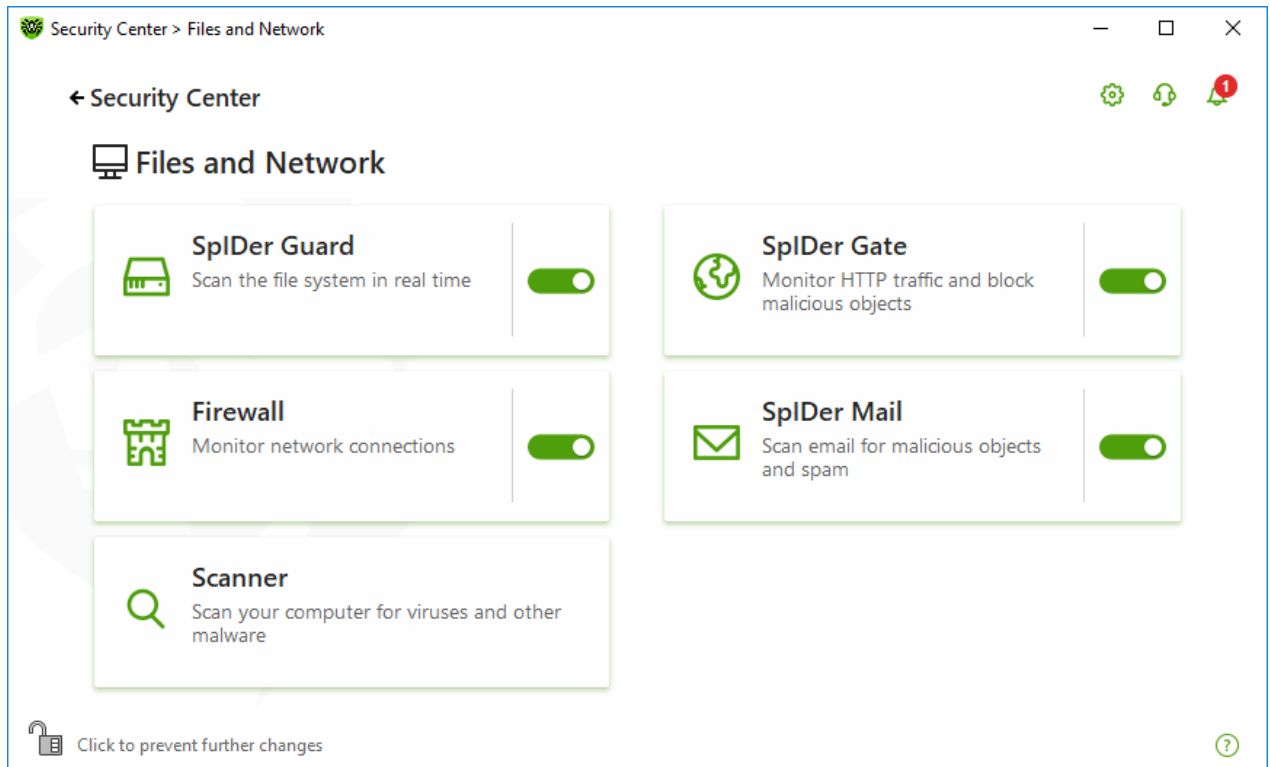 Security Center > Files and Network
Security Center
1
Files and Network
SpIDer Guard
Scan the file system in real time
SpIDer Gate
Monitor HTTP traffic and block
malicious objects
Firewall
Monitor network connections
SpIDer Mail
Scan email for malicious objects
and spam
Scanner
Scan your computer for viruses and other
malware
Click to prevent further changes
?